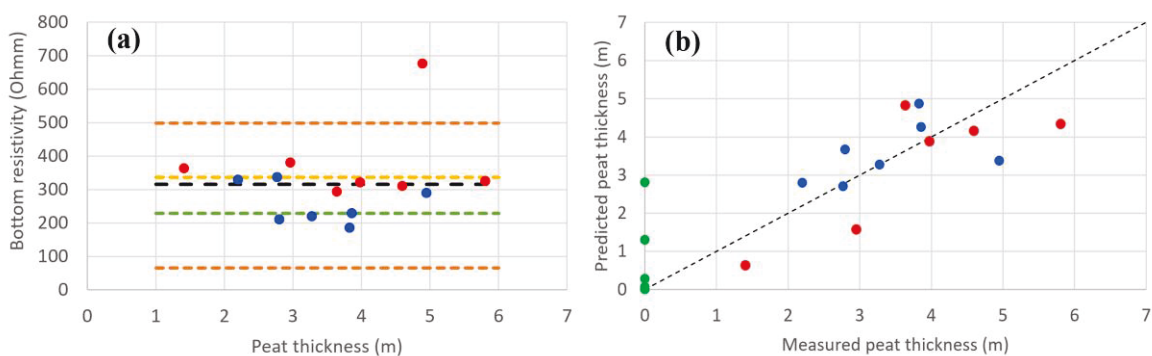 (a)
Bottom resistivity (Ohmm)
800
700
600
500
400
300
200
100
0
0 1 2 3 4 5 6 7
Peat thickness (m)
(b)
Predicted peat thickness (m)
7
6
5
4
3
2
1
0
0 1 2 3 4 5 6 7
Measured peat thickness (m)